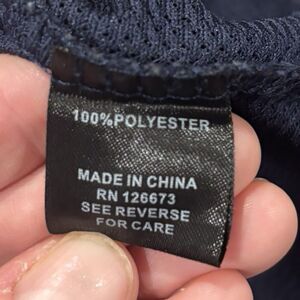 100%POLYESTER
MADE IN CHINA
RN 126673
SEE REVERSE
FOR CARE